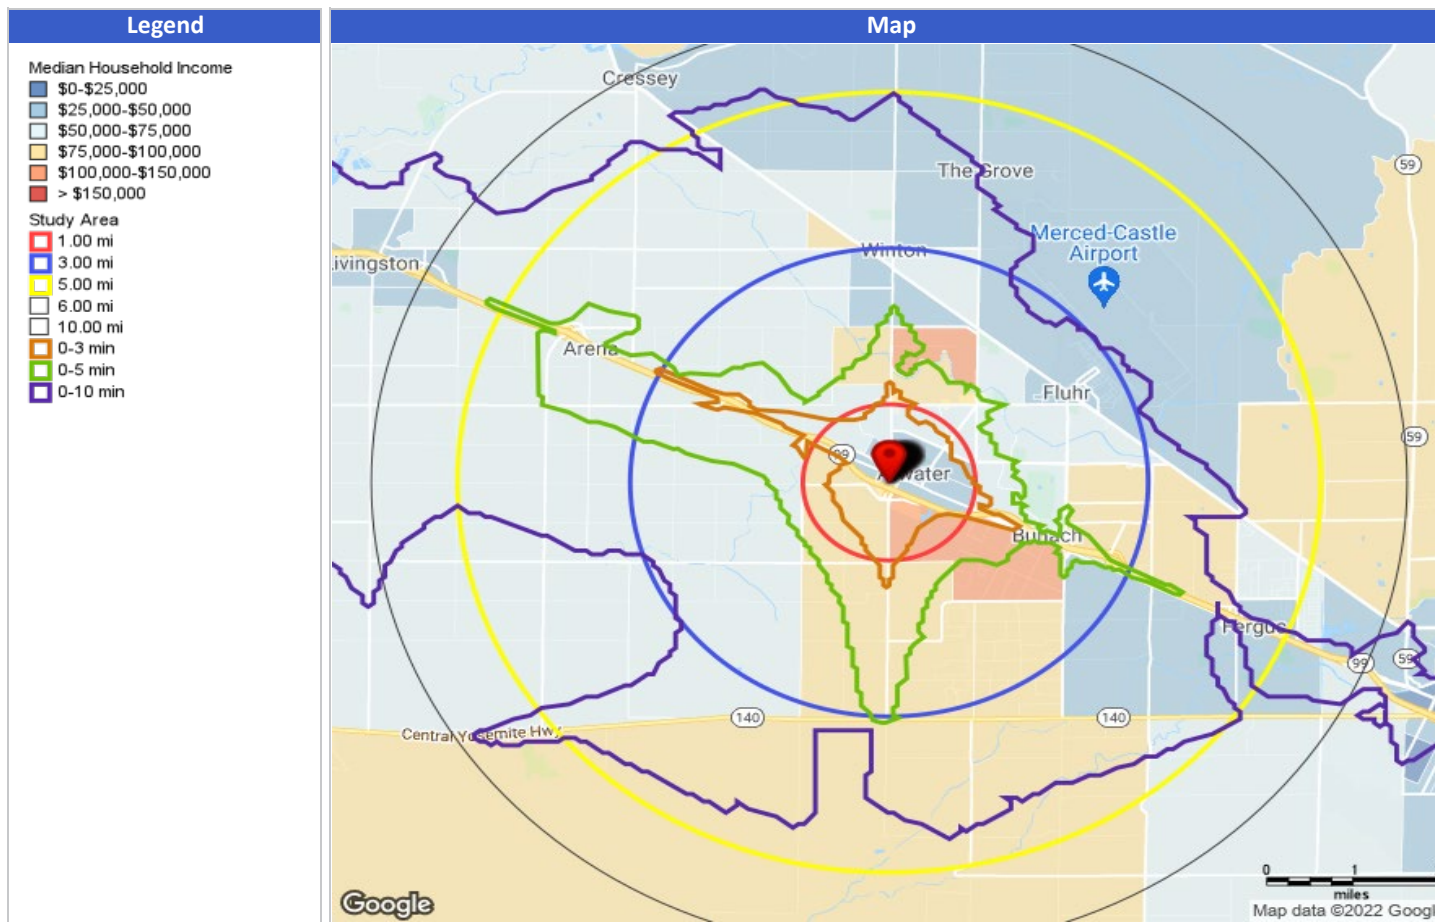 Legend
Map
Median Household Income
$0-$25,000
$25,000-$50,000
$50,000-$75,000
$75,000-$100,000
$100,000-$150,000
> $150,000
Study Area
1.00 mi
3.00 mi
5.00 mi
6.00 mi
10.00 mi
0-3 min
0-5 min
0-10 min
Cressey
59
The Grove
Merced-Castle
Airport
Winton
ivingston
Arena
Fluhr
59
99
water
Buhach
Fergus
99
59
140
140
Central Yosemite Hwy
0 1
miles
Google
Map data ©2022 Googl